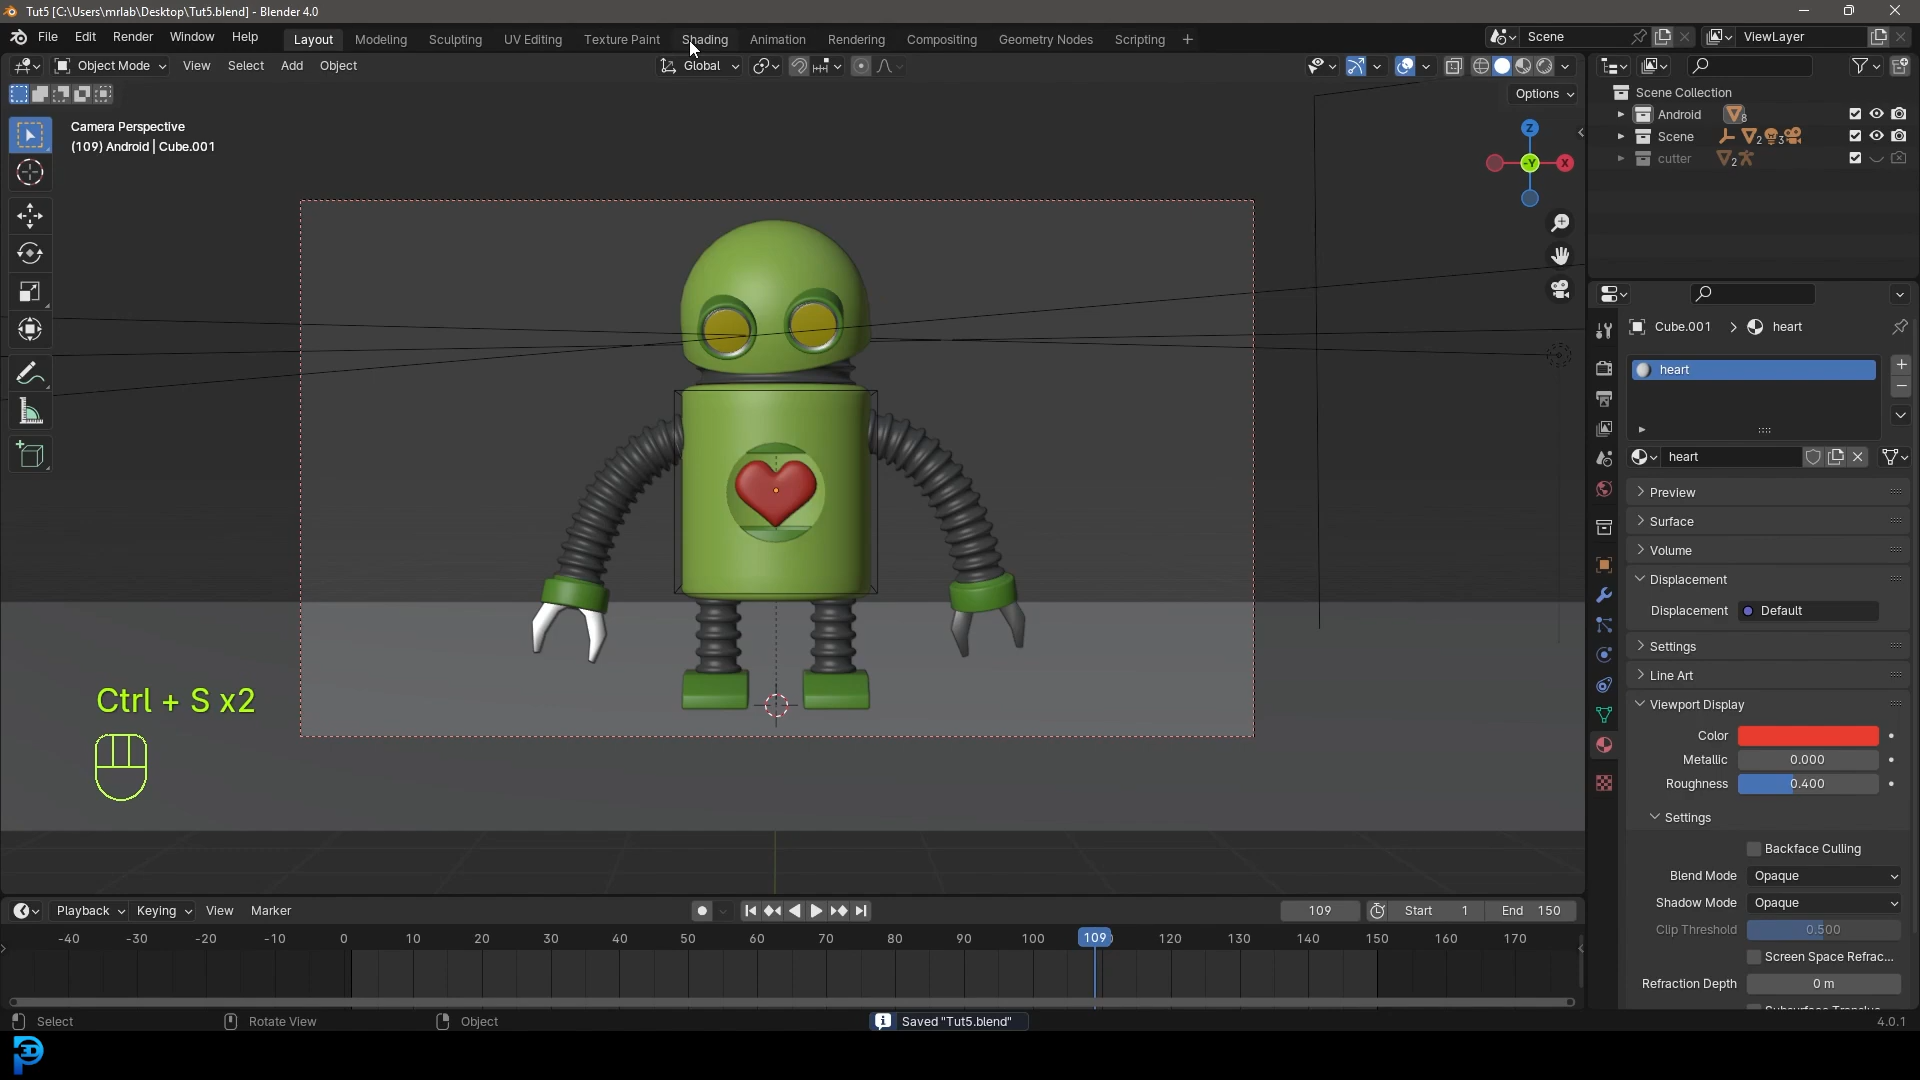 Tut5 [C:\Users\mrlab\Desktop\Tut5.blend] - Blender 4.0
File Edit Render Window Help Layout Modeling Sculpting UV Editing Texture Paint Shading Animation Rendering Compositing Geometry Nodes Scripting + Scene ViewLayer
Object Mode View Select Add Object Global
Options
Camera Perspective
(109) Android | Cube.001
Z
-Y
X
Ctrl + S x2
Scene Collection
Android 8
Scene 2 3
cutter 2
Cube.001 > heart
heart
heart
Preview
Surface
Volume
Displacement
Displacement Default
Settings
Line Art
Viewport Display
Color
Metallic 0.000
Roughness 0.400
Settings
Backface Culling
Blend Mode Opaque
Shadow Mode Opaque
Clip Threshold 0.500
Screen Space Refrac...
Refraction Depth 0 m
Playback Keying View Marker 109 Start 1 End 150
-40 -30 -20 -10 0 10 20 30 40 50 60 70 80 90 100 109 120 130 140 150 160 170
Select Rotate View Object Saved "Tut5.blend" 4.0.1